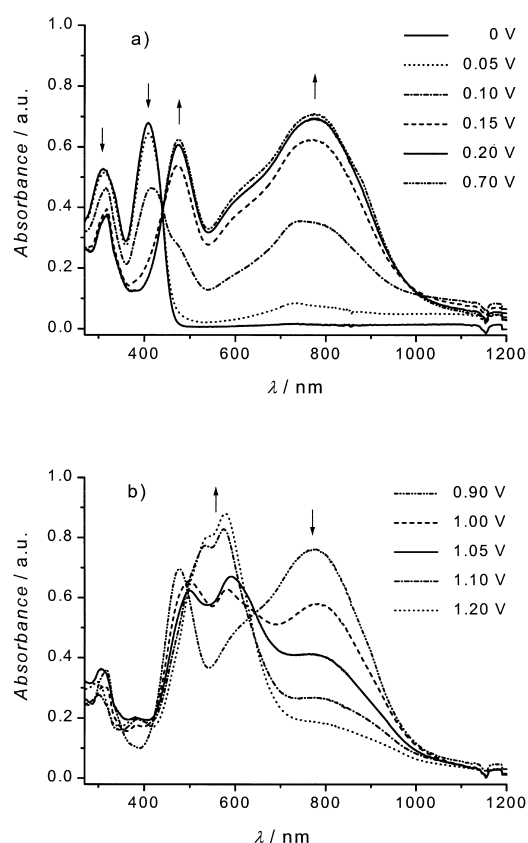 a)
0 V
0.05 V
0.10 V
0.15 V
0.20 V
0.70 V
1.0
0.8
0.6
0.4
0.2
0.0
Absorbance / a.u.
400 600 800 1000 1200
λ / nm
b)
0.90 V
1.00 V
1.05 V
1.10 V
1.20 V
1.0
0.8
0.6
0.4
0.2
0.0
Absorbance / a.u.
400 600 800 1000 1200
λ / nm